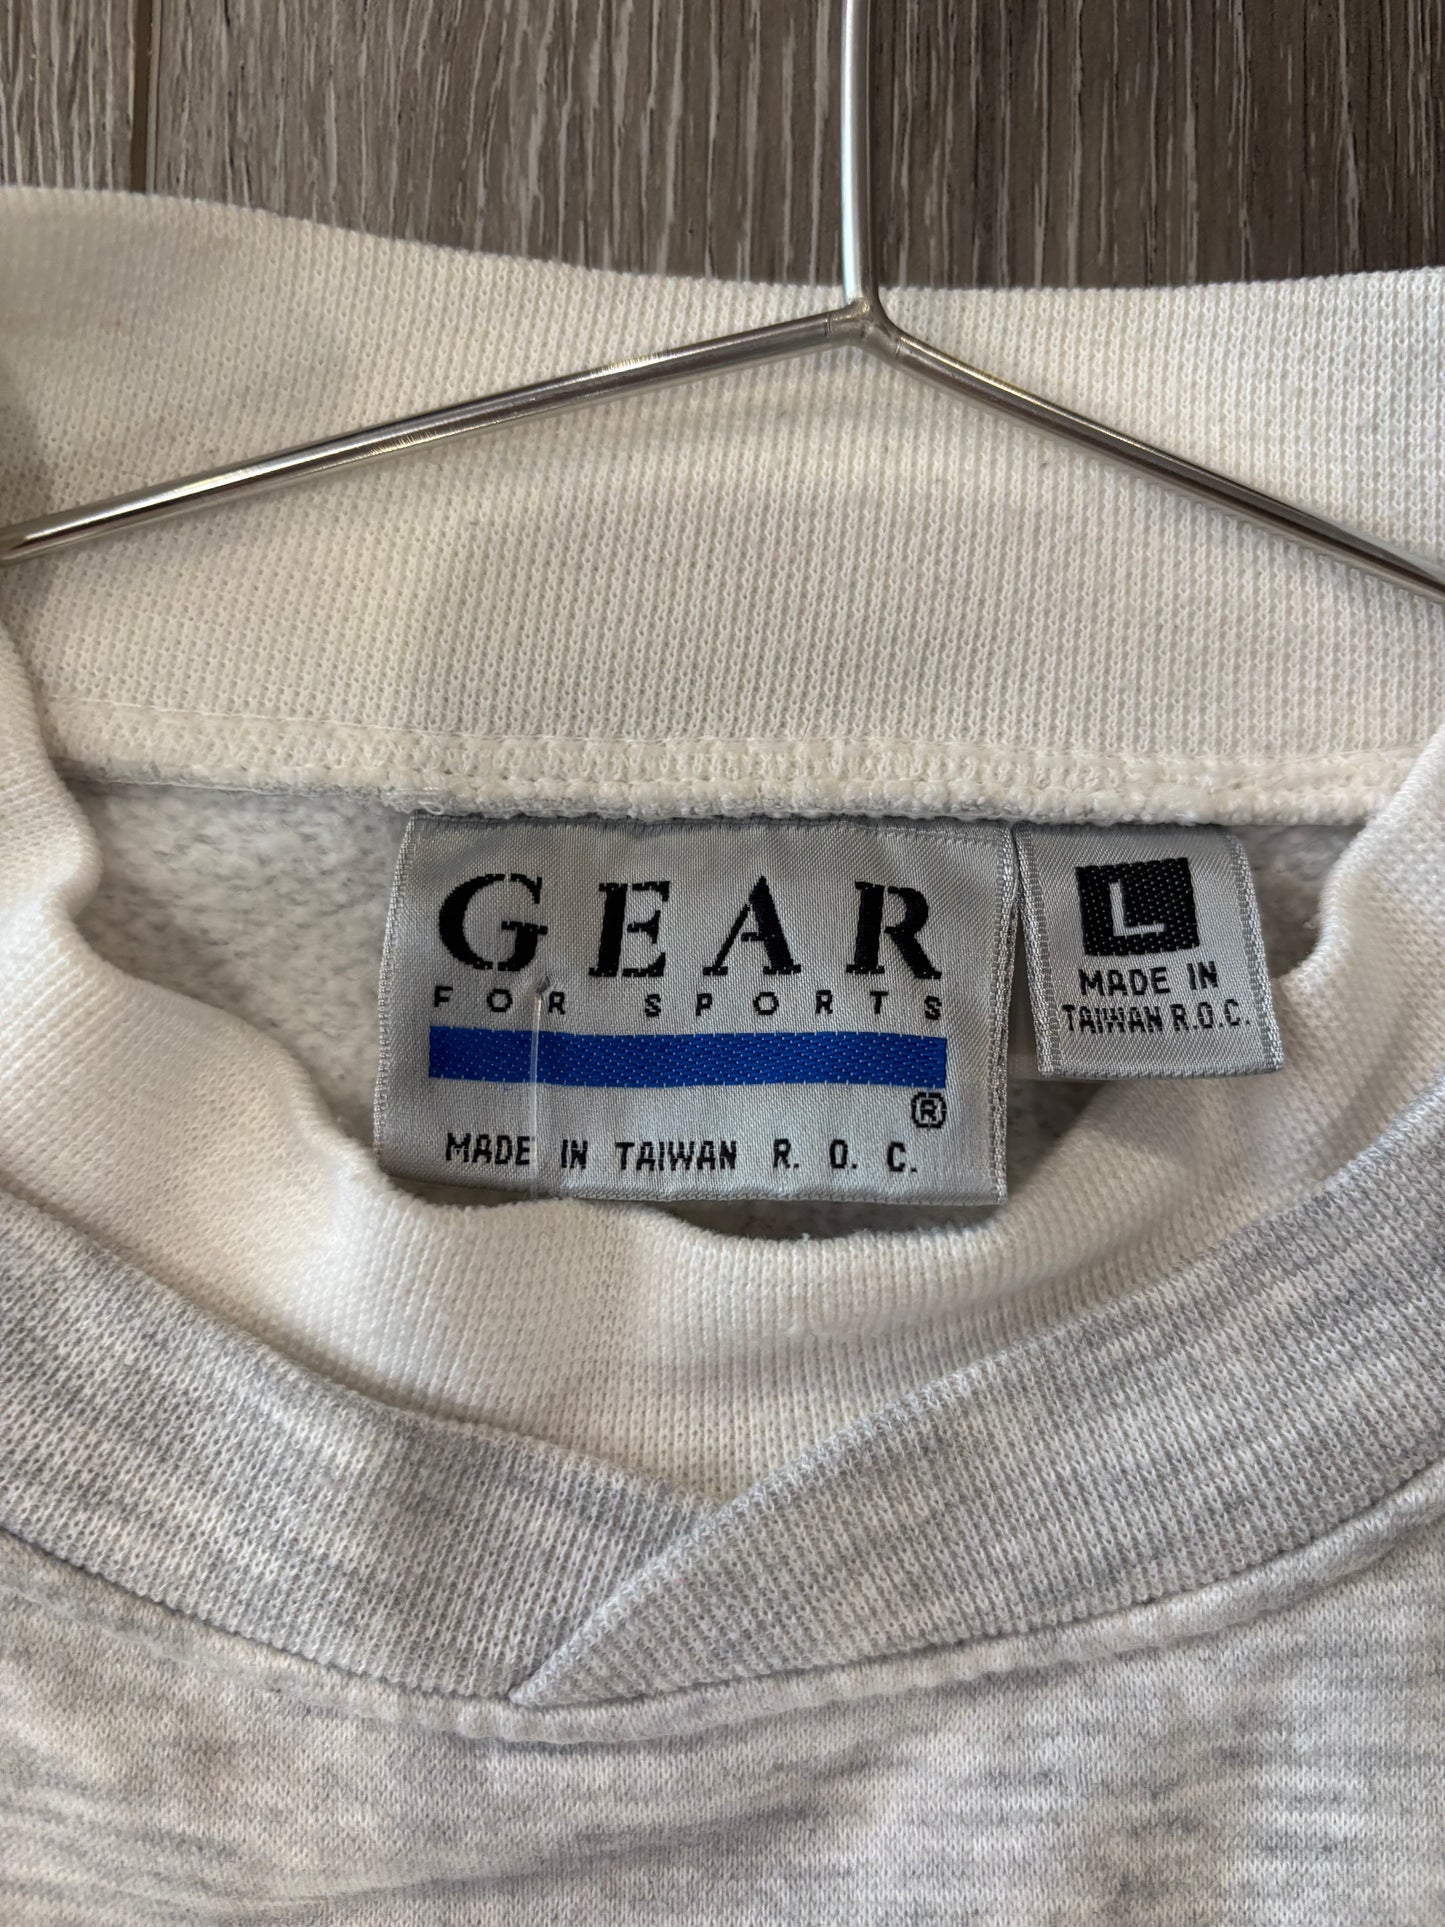 GEAR
FOR SPORTS
®
MADE IN TAIWAN R. O. C.
L
MADE IN
TAIWAN R.O.C.